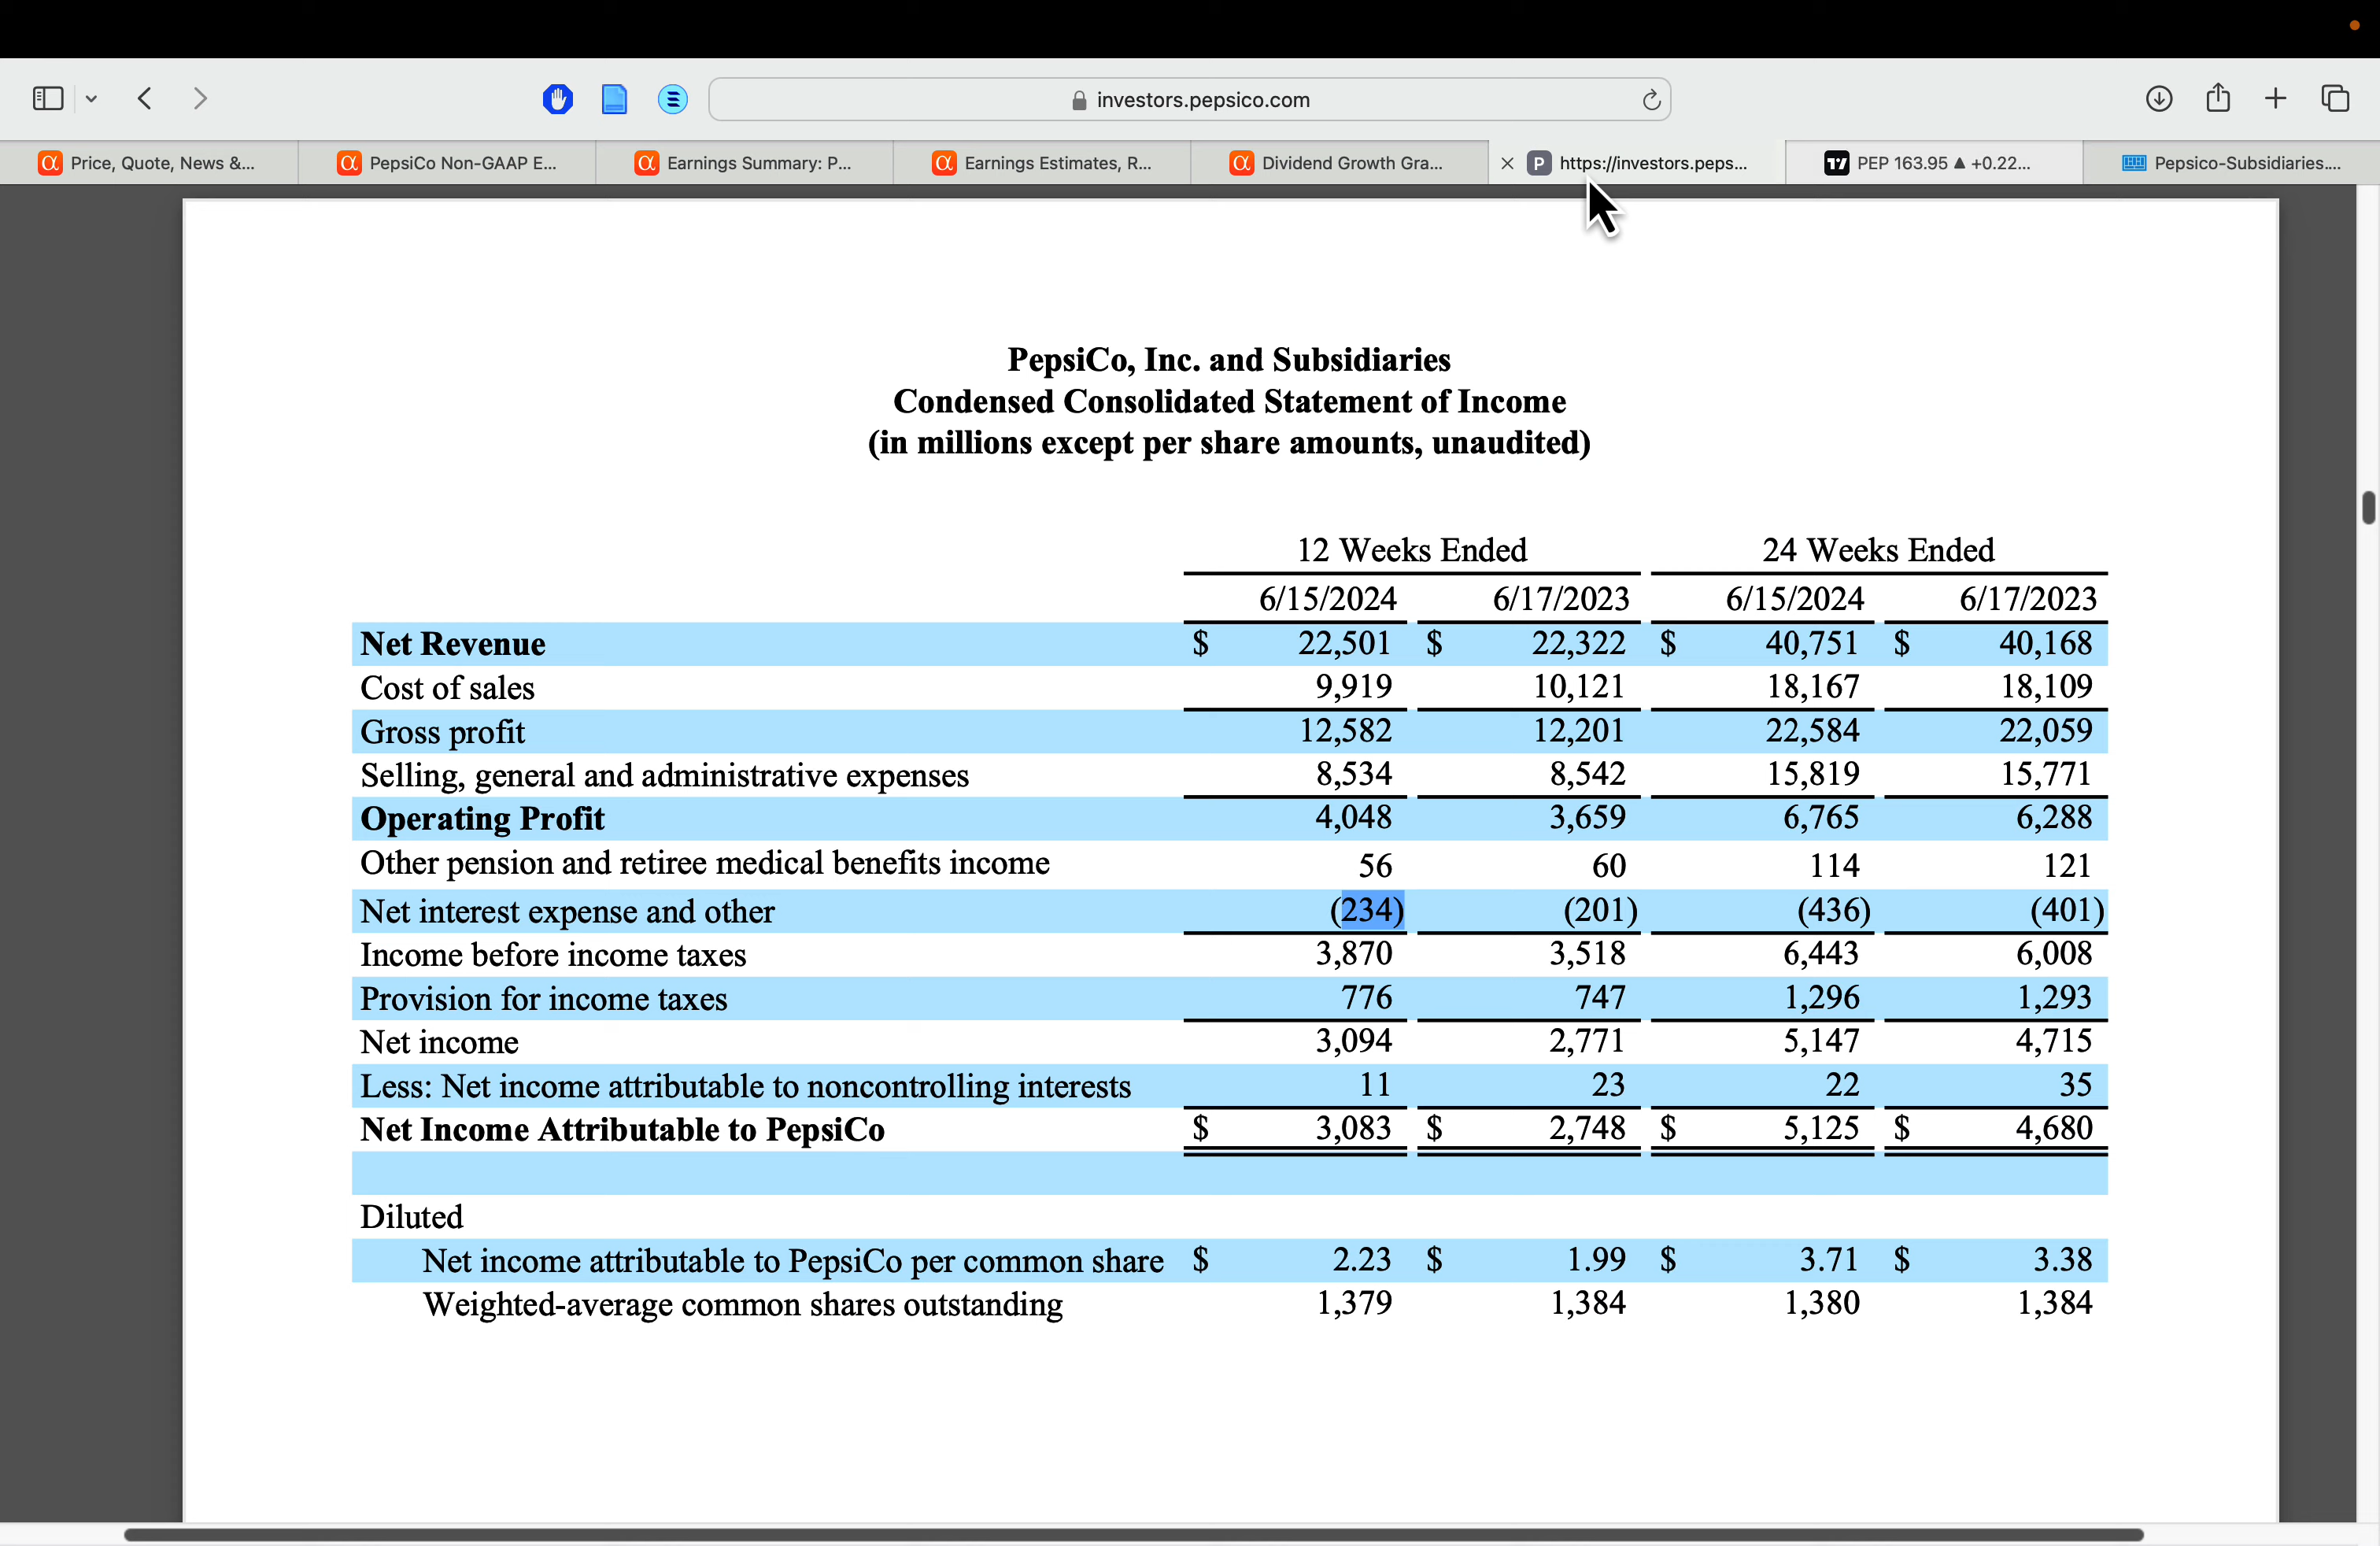 investors.pepsico.com
Price, Quote, News &...
PepsiCo Non-GAAP E...
Earnings Summary: P...
Earnings Estimates, R...
Dividend Growth Gra...
P https://investors.peps...
PEP 163.95 ▲ +0.22...
Pepsico-Subsidiaries....
PepsiCo, Inc. and Subsidiaries
Condensed Consolidated Statement of Income
(in millions except per share amounts, unaudited)
12 Weeks Ended 24 Weeks Ended
6/15/2024 6/17/2023 6/15/2024 6/17/2023
Net Revenue $ 22,501 $ 22,322 $ 40,751 $ 40,168
Cost of sales 9,919 10,121 18,167 18,109
Gross profit 12,582 12,201 22,584 22,059
Selling, general and administrative expenses 8,534 8,542 15,819 15,771
Operating Profit 4,048 3,659 6,765 6,288
Other pension and retiree medical benefits income 56 60 114 121
Net interest expense and other (234) (201) (436) (401)
Income before income taxes 3,870 3,518 6,443 6,008
Provision for income taxes 776 747 1,296 1,293
Net income 3,094 2,771 5,147 4,715
Less: Net income attributable to noncontrolling interests 11 23 22 35
Net Income Attributable to PepsiCo $ 3,083 $ 2,748 $ 5,125 $ 4,680
Diluted
Net income attributable to PepsiCo per common share $ 2.23 $ 1.99 $ 3.71 $ 3.38
Weighted-average common shares outstanding 1,379 1,384 1,380 1,384